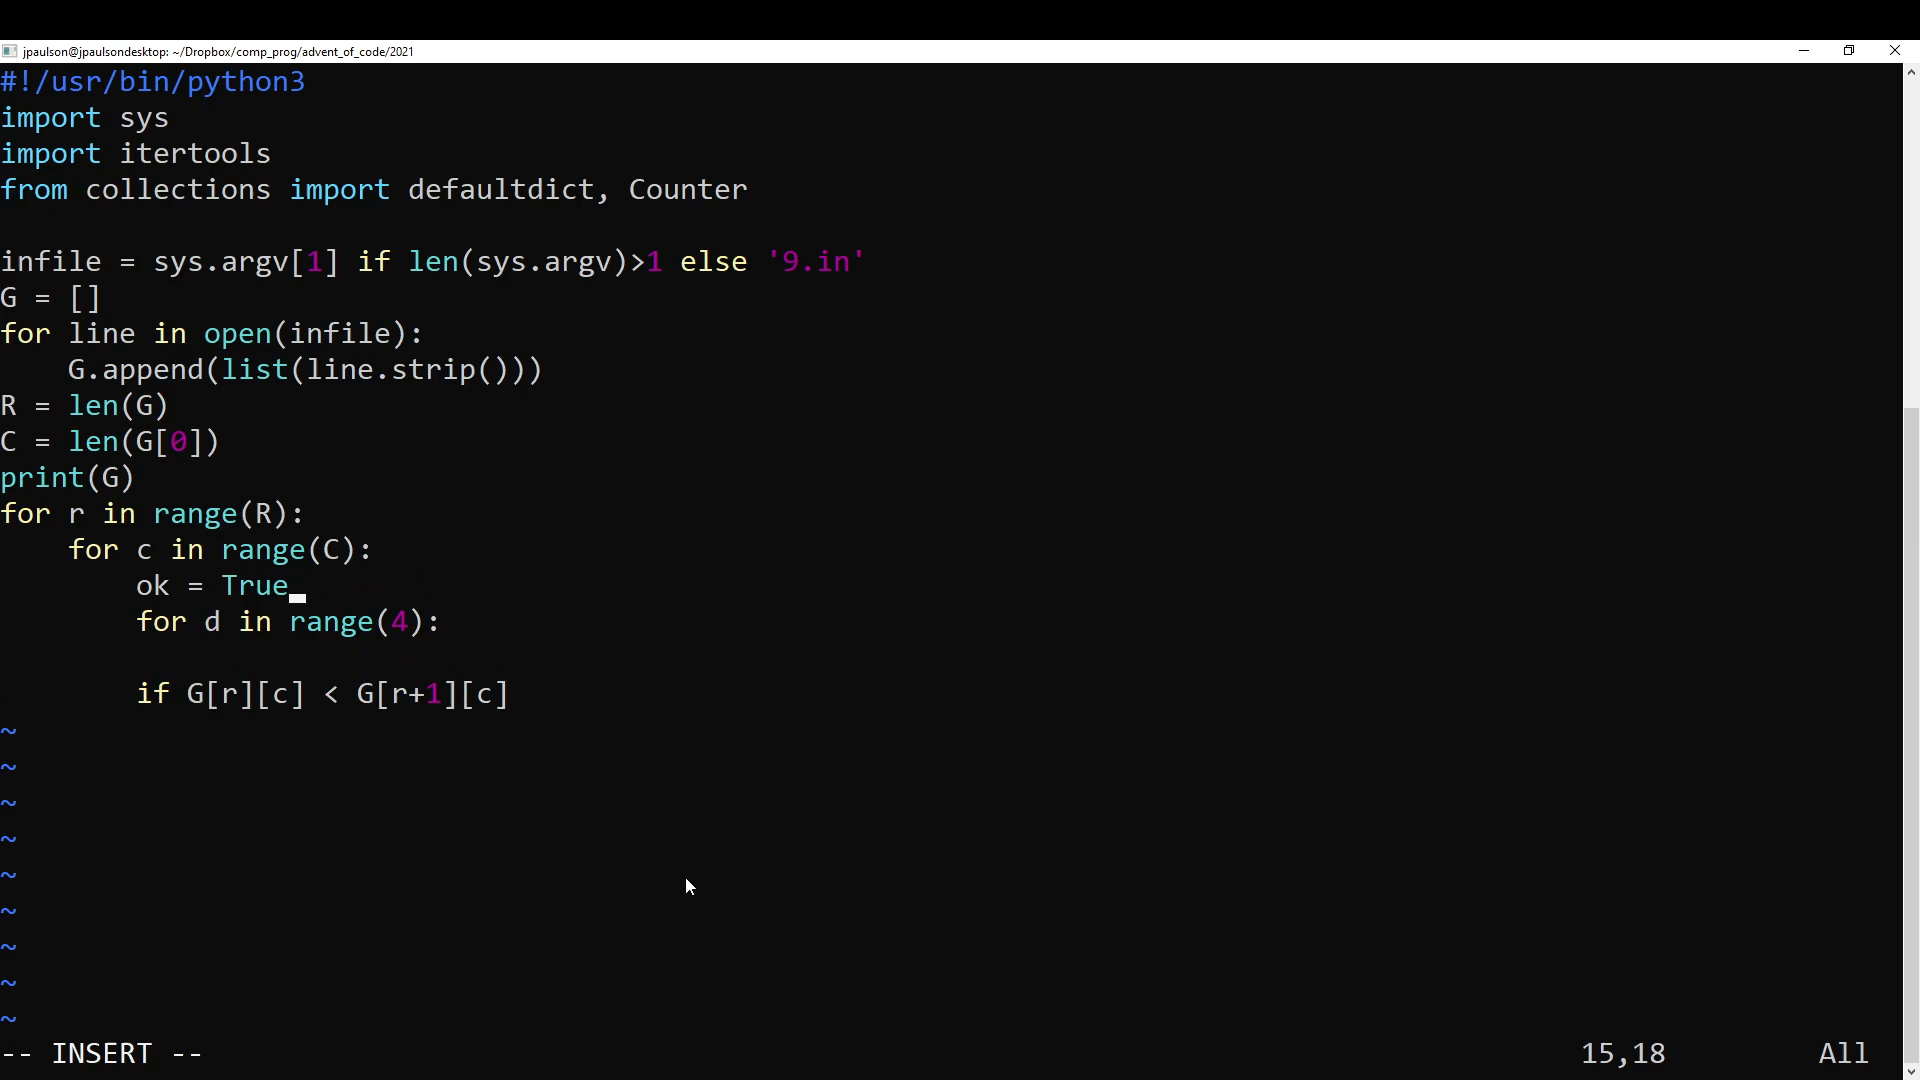 jpaulson@jpaulsondesktop: ~/Dropbox/comp_prog/advent_of_code/2021
#!/usr/bin/python3
import sys
import itertools
from collections import defaultdict, Counter

infile = sys.argv[1] if len(sys.argv)>1 else '9.in'
G = []
for line in open(infile):
    G.append(list(line.strip()))
R = len(G)
C = len(G[0])
print(G)
for r in range(R):
    for c in range(C):
        ok = True
        for d in range(4):

        if G[r][c] < G[r+1][c]
~
~
~
~
~
~
~
~
~
-- INSERT -- 15,18 All